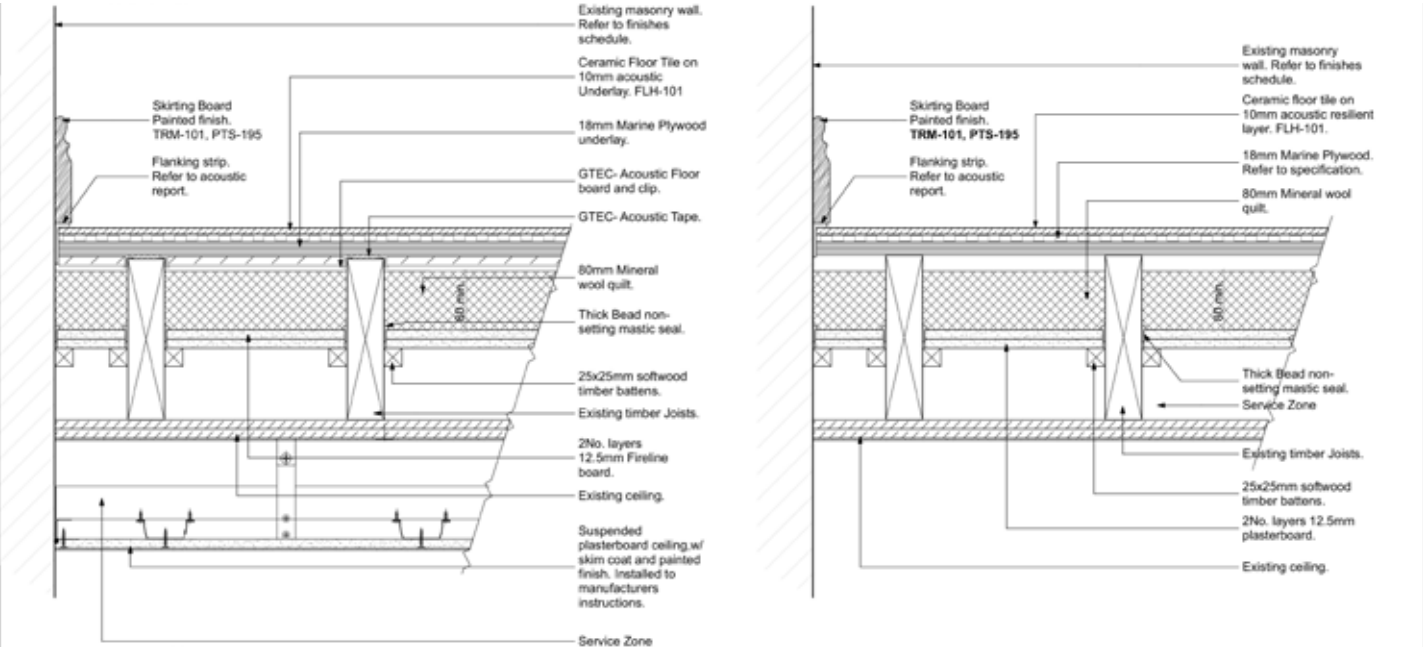 Existing masonry wall.
Refer to finishes
schedule.
Ceramic Floor Tile on
10mm acoustic
Underlay. FLH-101
Skirting Board
Painted finish.
TRM-101, PTS-195
18mm Marine Plywood
underlay.
Flanking strip.
Refer to acoustic
report.
GTEC- Acoustic Floor
board and clip.
GTEC- Acoustic Tape.
80mm Mineral
wool quilt.
80 min.
Thick Bead non-
setting mastic seal.
25x25mm softwood
timber battens.
Existing timber Joists.
2No. layers
12.5mm Fireline
board.
Existing ceiling.
Suspended
plasterboard ceiling,w/
skim coat and painted
finish. Installed to
manufacturers
instructions.
Service Zone
Existing masonry
wall. Refer to finishes
schedule.
Ceramic floor tile on
10mm acoustic resilient
layer. FLH-101.
Skirting Board
Painted finish.
TRM-101, PTS-195
18mm Marine Plywood.
Refer to specification.
Flanking strip.
Refer to acoustic
report.
80mm Mineral wool
quilt.
80 min.
Thick Bead non-
setting mastic seal.
Service Zone
Existing timber Joists.
25x25mm softwood
timber battens.
2No. layers 12.5mm
plasterboard.
Existing ceiling.